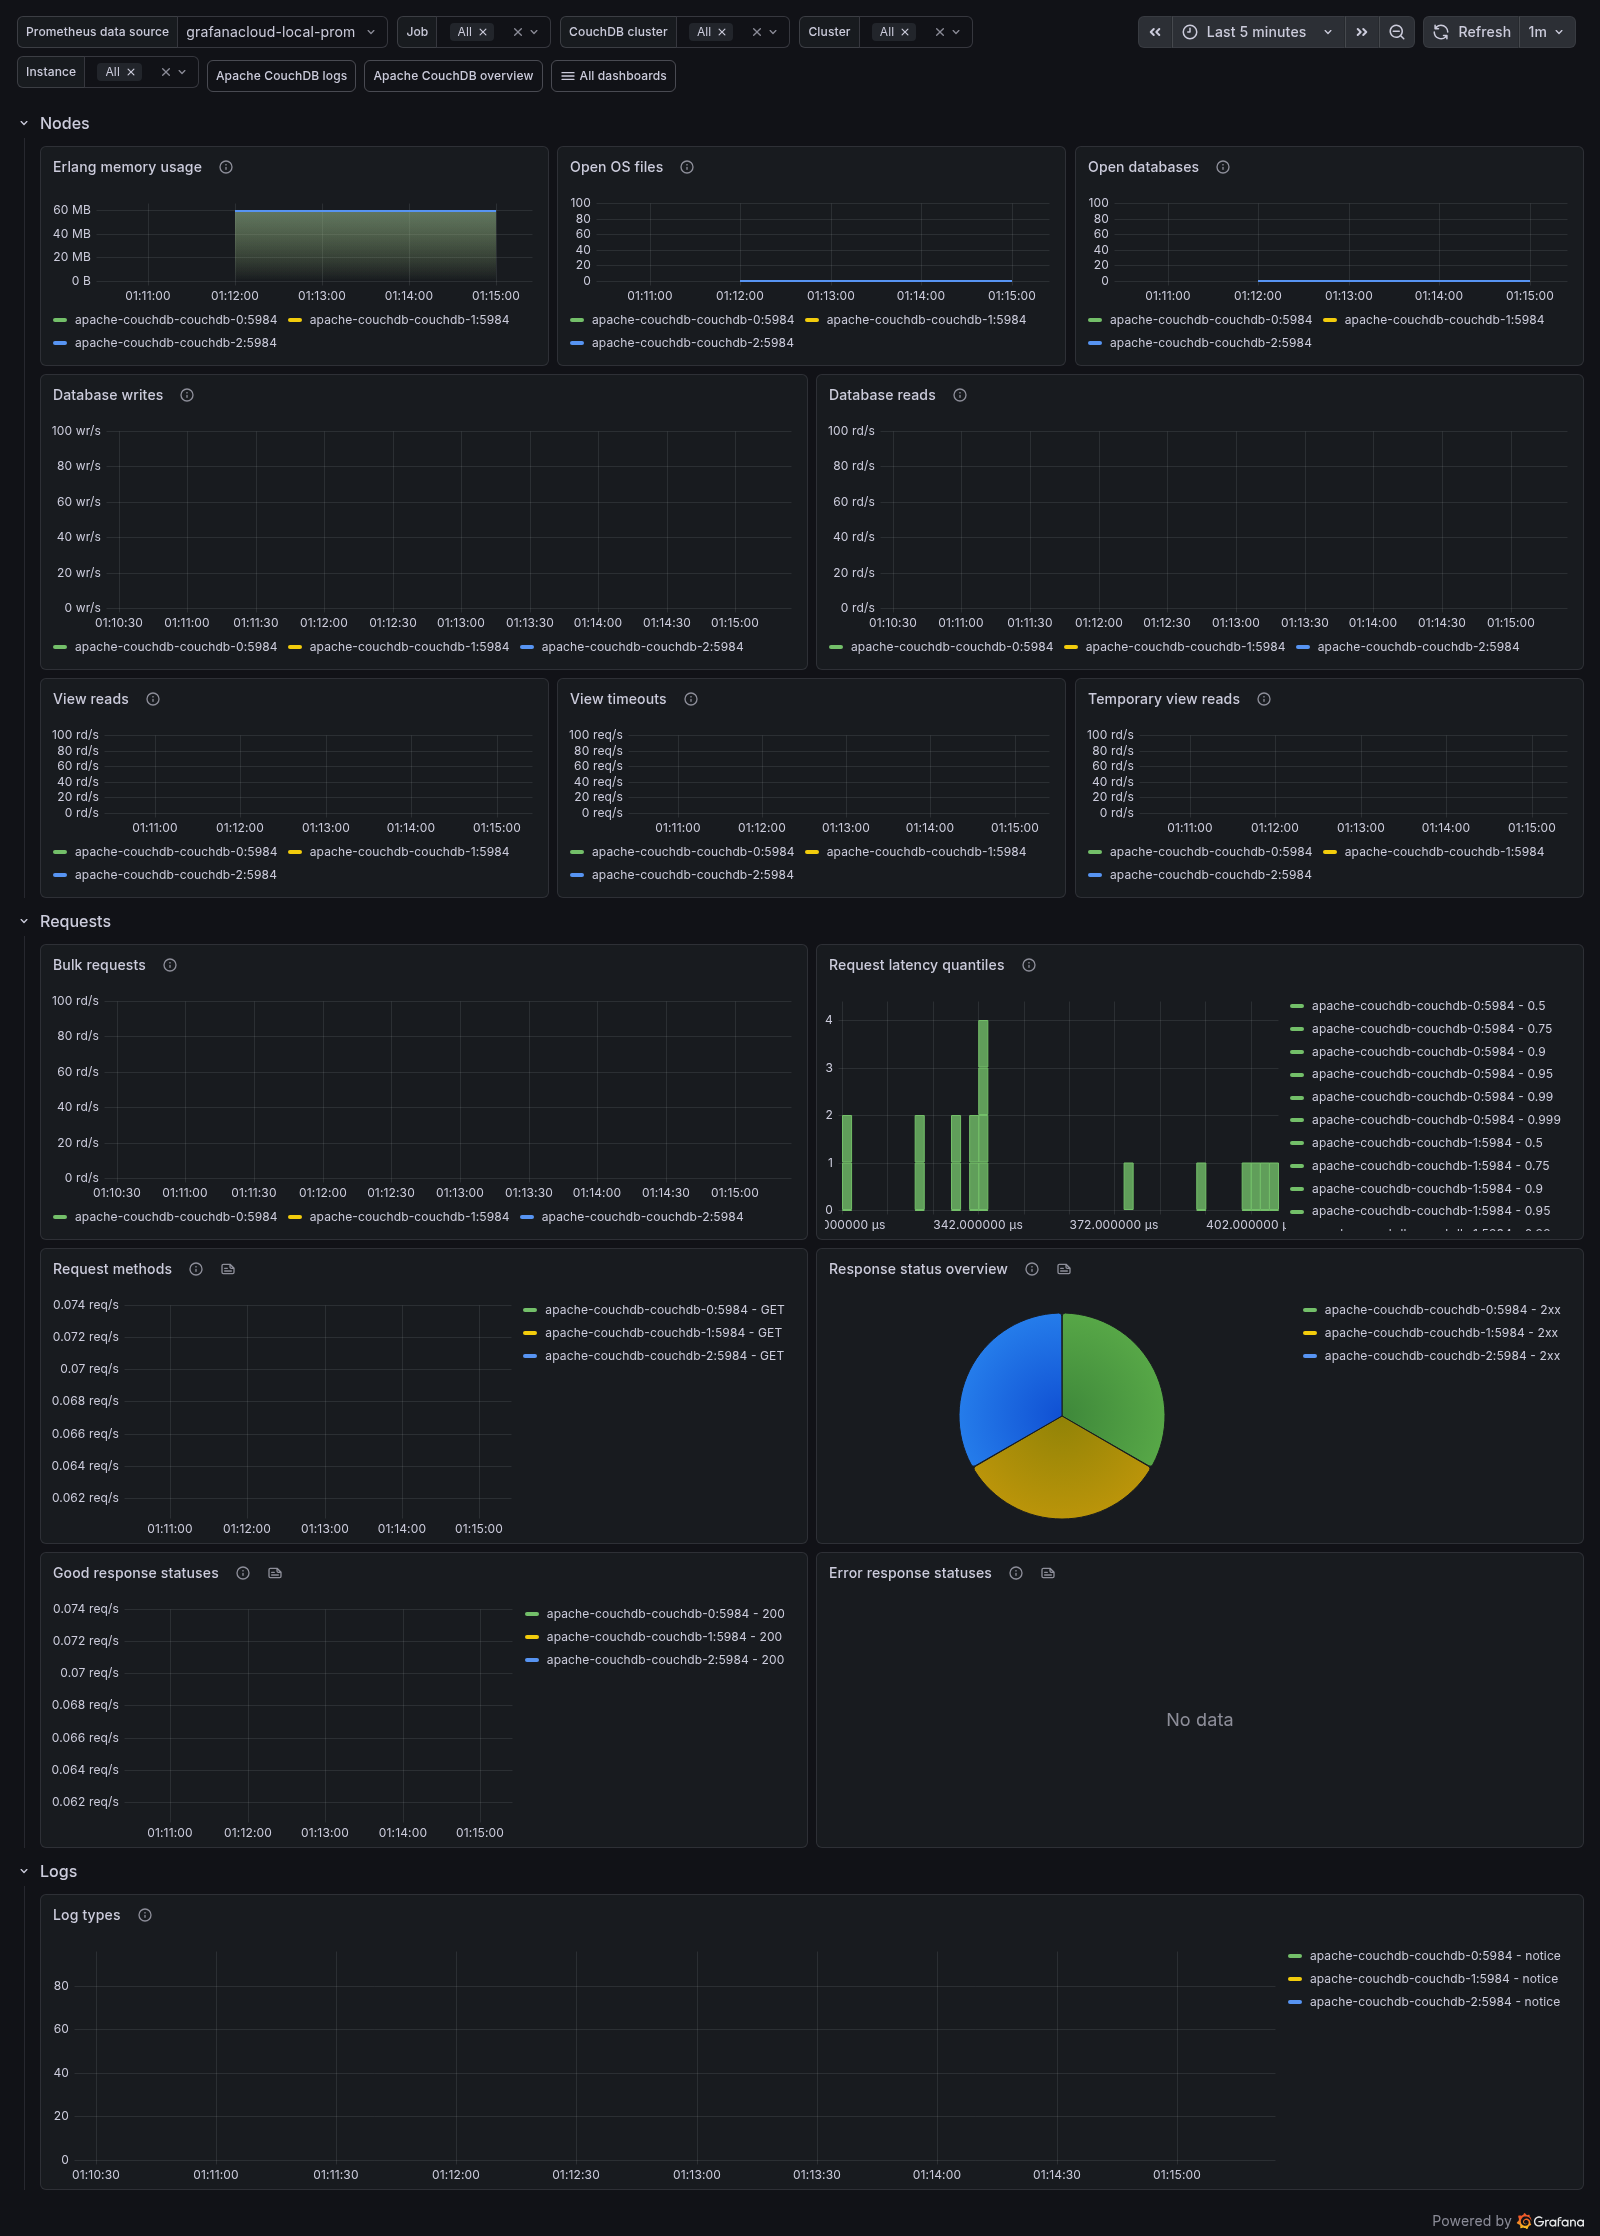 Prometheus data source grafanacloud-local-prom Job All CouchDB cluster All Cluster All Last 5 minutes Refresh 1m
Instance All Apache CouchDB logs Apache CouchDB overview All dashboards
Nodes
Erlang memory usage
60 MB
40 MB
20 MB
0 B
01:11:00 01:12:00 01:13:00 01:14:00 01:15:00
apache-couchdb-couchdb-0:5984 apache-couchdb-couchdb-1:5984
apache-couchdb-couchdb-2:5984
Open OS files
100
80
60
40
20
0
01:11:00 01:12:00 01:13:00 01:14:00 01:15:00
apache-couchdb-couchdb-0:5984 apache-couchdb-couchdb-1:5984
apache-couchdb-couchdb-2:5984
Open databases
100
80
60
40
20
0
01:11:00 01:12:00 01:13:00 01:14:00 01:15:00
apache-couchdb-couchdb-0:5984 apache-couchdb-couchdb-1:5984
apache-couchdb-couchdb-2:5984
Database writes
100 wr/s
80 wr/s
60 wr/s
40 wr/s
20 wr/s
0 wr/s
01:10:30 01:11:00 01:11:30 01:12:00 01:12:30 01:13:00 01:13:30 01:14:00 01:14:30 01:15:00
apache-couchdb-couchdb-0:5984 apache-couchdb-couchdb-1:5984 apache-couchdb-couchdb-2:5984
Database reads
100 rd/s
80 rd/s
60 rd/s
40 rd/s
20 rd/s
0 rd/s
01:10:30 01:11:00 01:11:30 01:12:00 01:12:30 01:13:00 01:13:30 01:14:00 01:14:30 01:15:00
apache-couchdb-couchdb-0:5984 apache-couchdb-couchdb-1:5984 apache-couchdb-couchdb-2:5984
View reads
100 rd/s
80 rd/s
60 rd/s
40 rd/s
20 rd/s
0 rd/s
01:11:00 01:12:00 01:13:00 01:14:00 01:15:00
apache-couchdb-couchdb-0:5984 apache-couchdb-couchdb-1:5984
apache-couchdb-couchdb-2:5984
View timeouts
100 req/s
80 req/s
60 req/s
40 req/s
20 req/s
0 req/s
01:11:00 01:12:00 01:13:00 01:14:00 01:15:00
apache-couchdb-couchdb-0:5984 apache-couchdb-couchdb-1:5984
apache-couchdb-couchdb-2:5984
Temporary view reads
100 rd/s
80 rd/s
60 rd/s
40 rd/s
20 rd/s
0 rd/s
01:11:00 01:12:00 01:13:00 01:14:00 01:15:00
apache-couchdb-couchdb-0:5984 apache-couchdb-couchdb-1:5984
apache-couchdb-couchdb-2:5984
Requests
Bulk requests
100 rd/s
80 rd/s
60 rd/s
40 rd/s
20 rd/s
0 rd/s
01:10:30 01:11:00 01:11:30 01:12:00 01:12:30 01:13:00 01:13:30 01:14:00 01:14:30 01:15:00
apache-couchdb-couchdb-0:5984 apache-couchdb-couchdb-1:5984 apache-couchdb-couchdb-2:5984
Request latency quantiles
4
3
2
1
0
000000 µs 342.000000 µs 372.000000 µs 402.000000
apache-couchdb-couchdb-0:5984 - 0.5
apache-couchdb-couchdb-0:5984 - 0.75
apache-couchdb-couchdb-0:5984 - 0.9
apache-couchdb-couchdb-0:5984 - 0.95
apache-couchdb-couchdb-0:5984 - 0.99
apache-couchdb-couchdb-0:5984 - 0.999
apache-couchdb-couchdb-1:5984 - 0.5
apache-couchdb-couchdb-1:5984 - 0.75
apache-couchdb-couchdb-1:5984 - 0.9
apache-couchdb-couchdb-1:5984 - 0.95
Request methods
0.074 req/s
0.072 req/s
0.07 req/s
0.068 req/s
0.066 req/s
0.064 req/s
0.062 req/s
01:11:00 01:12:00 01:13:00 01:14:00 01:15:00
apache-couchdb-couchdb-0:5984 - GET
apache-couchdb-couchdb-1:5984 - GET
apache-couchdb-couchdb-2:5984 - GET
Response status overview
apache-couchdb-couchdb-0:5984 - 2xx
apache-couchdb-couchdb-1:5984 - 2xx
apache-couchdb-couchdb-2:5984 - 2xx
Good response statuses
0.074 req/s
0.072 req/s
0.07 req/s
0.068 req/s
0.066 req/s
0.064 req/s
0.062 req/s
01:11:00 01:12:00 01:13:00 01:14:00 01:15:00
apache-couchdb-couchdb-0:5984 - 200
apache-couchdb-couchdb-1:5984 - 200
apache-couchdb-couchdb-2:5984 - 200
Error response statuses
No data
Logs
Log types
80
60
40
20
0
01:10:30 01:11:00 01:11:30 01:12:00 01:12:30 01:13:00 01:13:30 01:14:00 01:14:30 01:15:00
apache-couchdb-couchdb-0:5984 - notice
apache-couchdb-couchdb-1:5984 - notice
apache-couchdb-couchdb-2:5984 - notice
Powered by Grafana